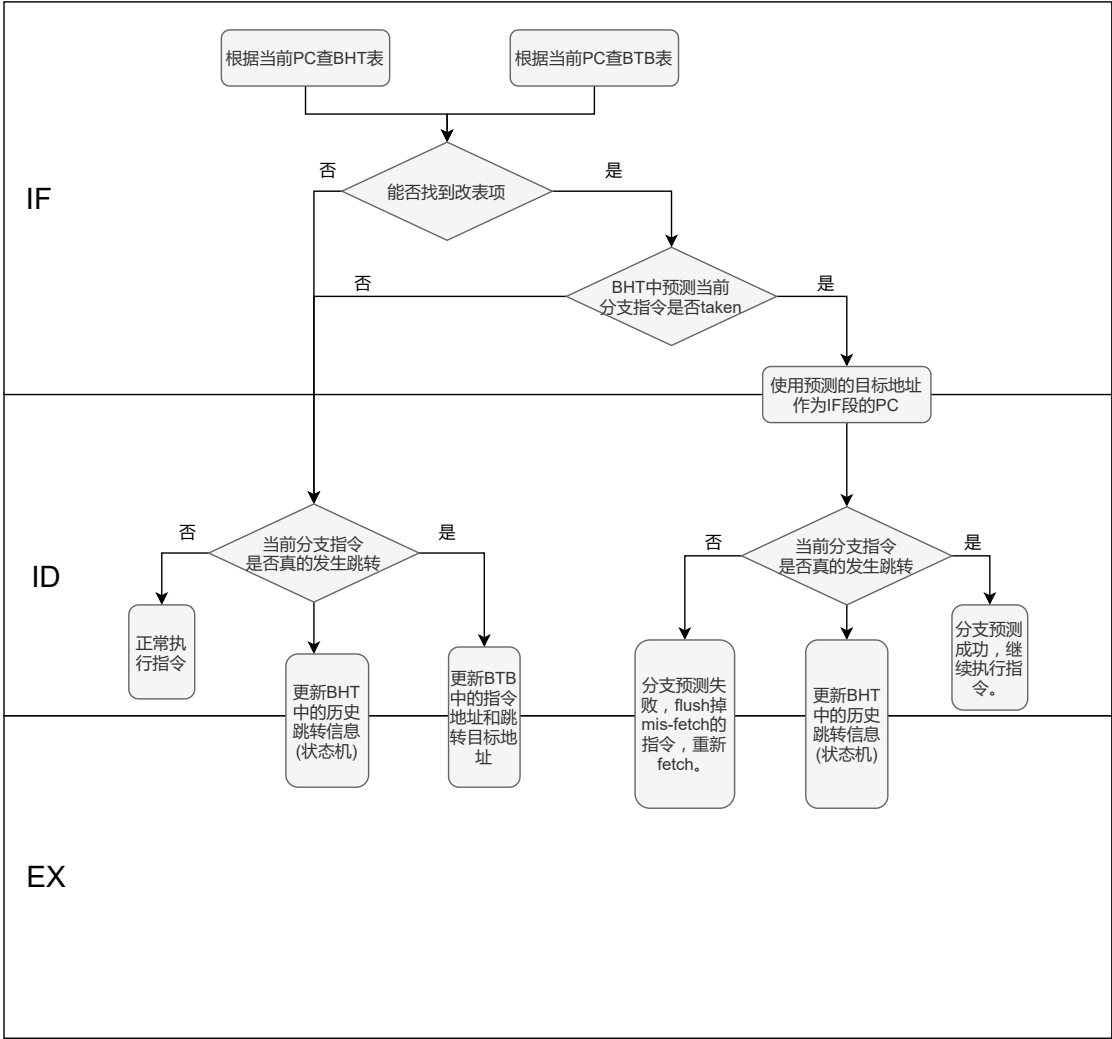 根据当前PC查BHT表
根据当前PC查BTB表
否
是
能否找到改表项
IF
否
BHT中预测当前
分支指令是否taken
是
使用预测的目标地址
作为IF段的PC
否
当前分支指令
是否真的发生跳转
是
否
当前分支指令
是否真的发生跳转
是
ID
正常执
行指令
更新BHT
中的历史
跳转信息
(状态机)
更新BTB
中的指令
地址和跳
转目标地
址
分支预测失
败，flush掉
mis-fetch的
指令，重新
fetch。
更新BHT
中的历史
跳转信息
(状态机)
分支预测
成功，继
续执行指
令。
EX